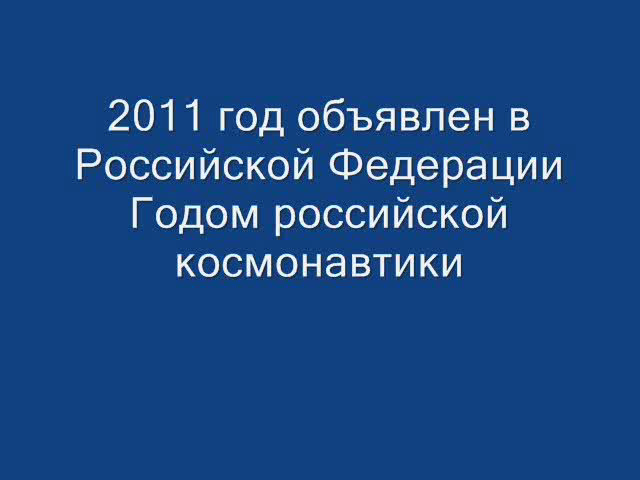 2011 год объявлен в
Российской Федерации
Годом российской
космонавтики